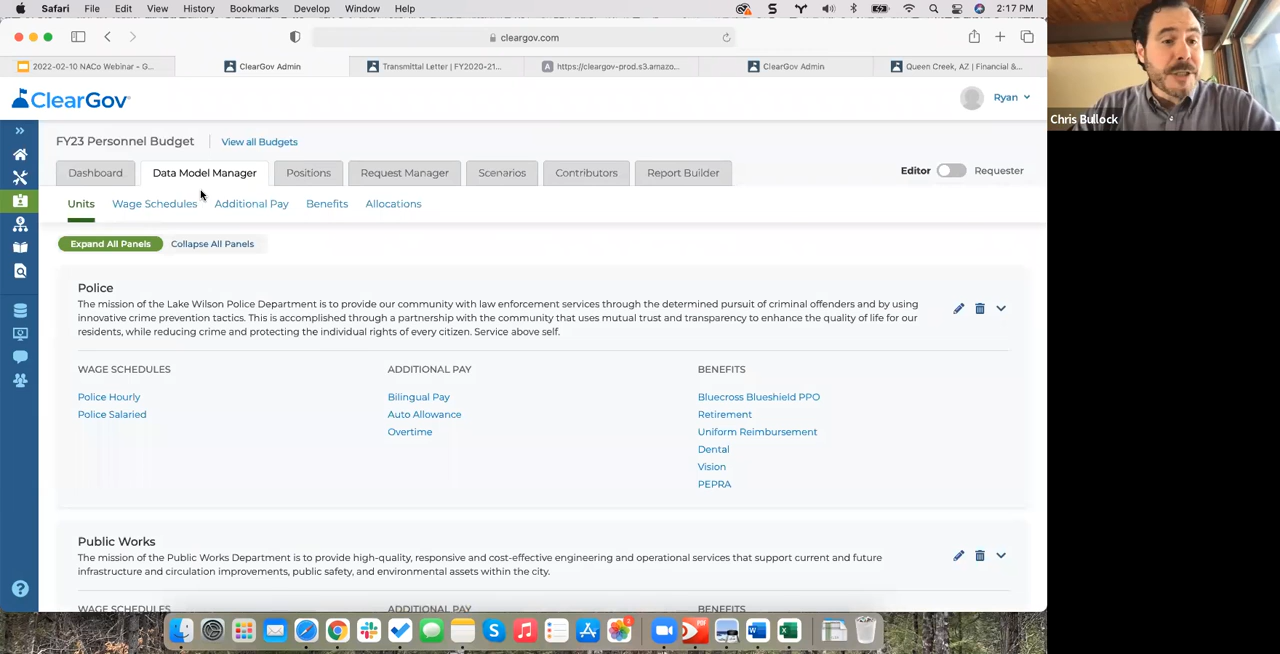 Safari File Edit View History Bookmarks Develop Window Help 2:17 PM
cleargov.com
2022-02-10 NACo Webinar - G... ClearGov Admin Transmittal Letter | FY2020-21... https://cleargov-prod.s3.amazo... ClearGov Admin Queen Creek, AZ | Financial &...
ClearGov Ryan
Chris Bullock
FY23 Personnel Budget View all Budgets
Dashboard Data Model Manager Positions Request Manager Scenarios Contributors Report Builder Editor Requester
Units Wage Schedules Additional Pay Benefits Allocations
Expand All Panels Collapse All Panels
Police
The mission of the Lake Wilson Police Department is to provide our community with law enforcement services through the determined pursuit of criminal offenders and by using
innovative crime prevention tactics. This is accomplished through a partnership with the community that uses mutual trust and transparency to enhance the quality of life for our
residents, while reducing crime and protecting the individual rights of every citizen. Service above self.
WAGE SCHEDULES ADDITIONAL PAY BENEFITS
Police Hourly Bilingual Pay Bluecross Blueshield PPO
Police Salaried Auto Allowance Retirement
Overtime Uniform Reimbursement
Dental
Vision
PEPRA
Public Works
The mission of the Public Works Department is to provide high-quality, responsive and cost-effective engineering and operational services that support current and future
infrastructure and circulation improvements, public safety, and environmental assets within the city.
WAGE SCHEDULES ADDITIONAL PAY BENEFITS